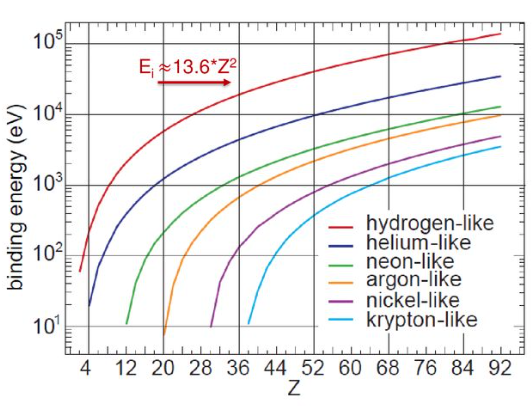 E_i ≈13.6*Z²
binding energy (eV)
10⁵
10⁴
10³
10²
10¹
hydrogen-like
helium-like
neon-like
argon-like
nickel-like
krypton-like
4 12 20 28 36 44 52 60 68 76 84 92
Z